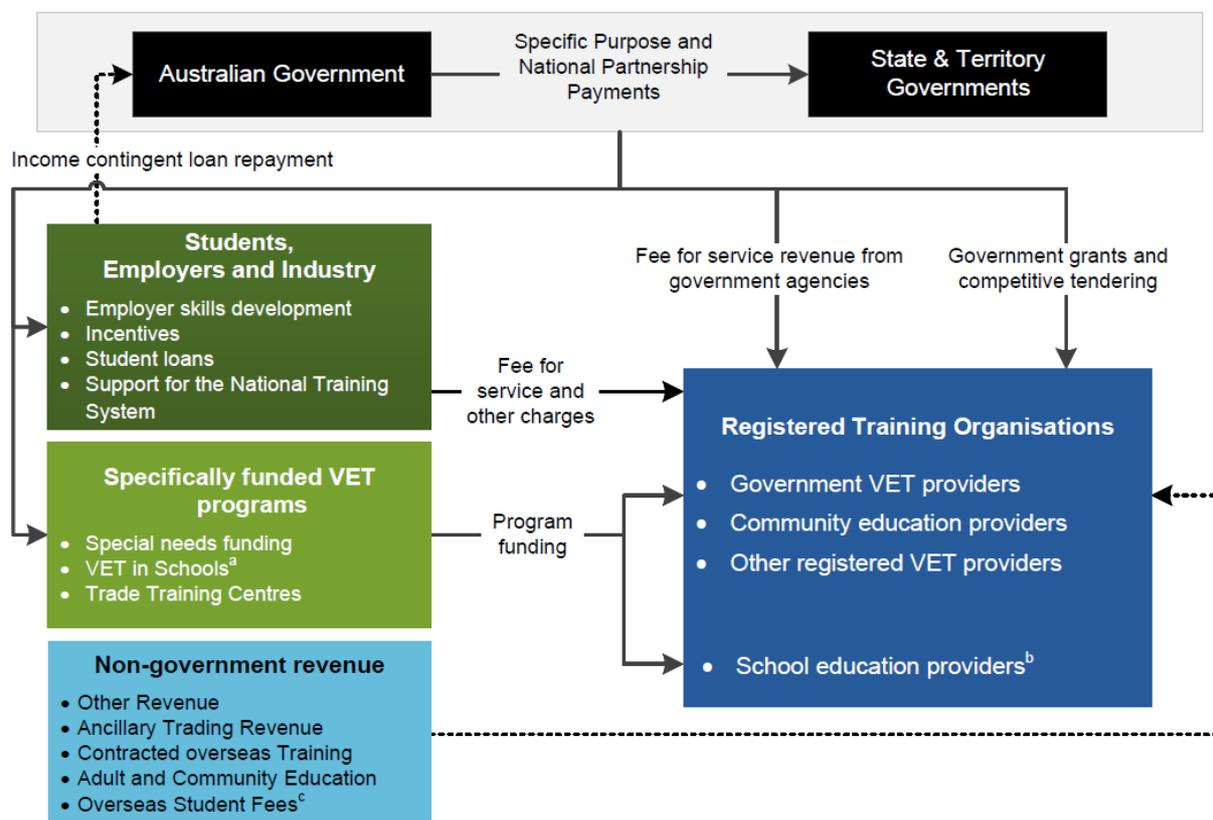 Australian Government
Specific Purpose and
National Partnership
Payments
State & Territory
Governments
Income contingent loan repayment
Students,
Employers and Industry
• Employer skills development
• Incentives
• Student loans
• Support for the National Training
System
Fee for service revenue from
government agencies
Government grants and
competitive tendering
Fee for
service and
other charges
Specifically funded VET
programs
• Special needs funding
• VET in Schoolsᵃ
• Trade Training Centres
Program
funding
Registered Training Organisations
• Government VET providers
• Community education providers
• Other registered VET providers
• School education providersᵇ
Non-government revenue
• Other Revenue
• Ancillary Trading Revenue
• Contracted overseas Training
• Adult and Community Education
• Overseas Student Feesᶜ